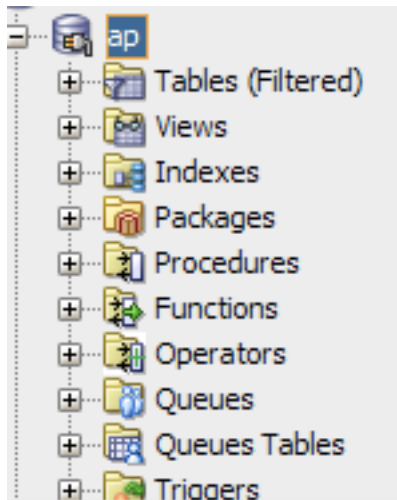 ap
Tables (Filtered)
Views
Indexes
Packages
Procedures
Functions
Operators
Queues
Queues Tables
Triggers